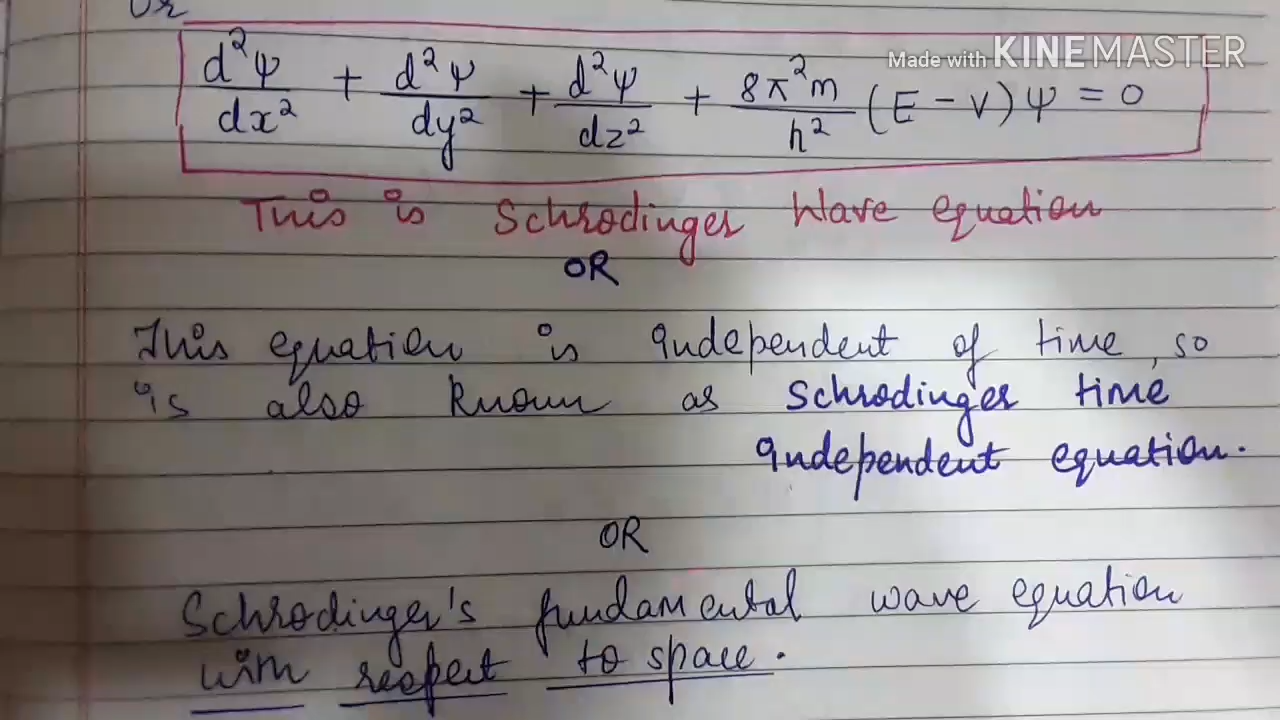 Or
d²ψ/dx² + d²ψ/dy² + d²ψ/dz² + 8π²m/h² (E - V) ψ = 0
Made with KINEMASTER
This is Schrodinger Wave equation
OR
This equation is independent of time, so
is also known as Schrodinger time
independent equation.
OR
Schrodinger's fundamental wave equation
with respect to space.